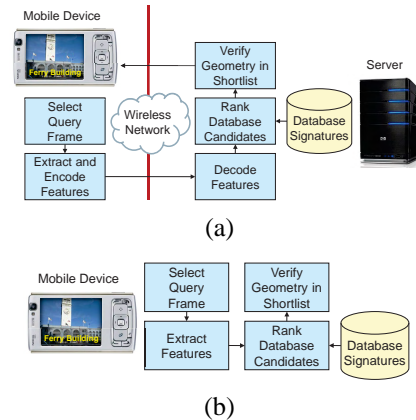 Mobile Device
Ferry Building
Select
Query
Frame
Extract and
Encode
Features
Wireless
Network
Verify
Geometry in
Shortlist
Rank
Database
Candidates
Decode
Features
Database
Signatures
Server
(a)
Mobile Device
Ferry Building
Select
Query
Frame
Extract
Features
Verify
Geometry in
Shortlist
Rank
Database
Candidates
Database
Signatures
(b)